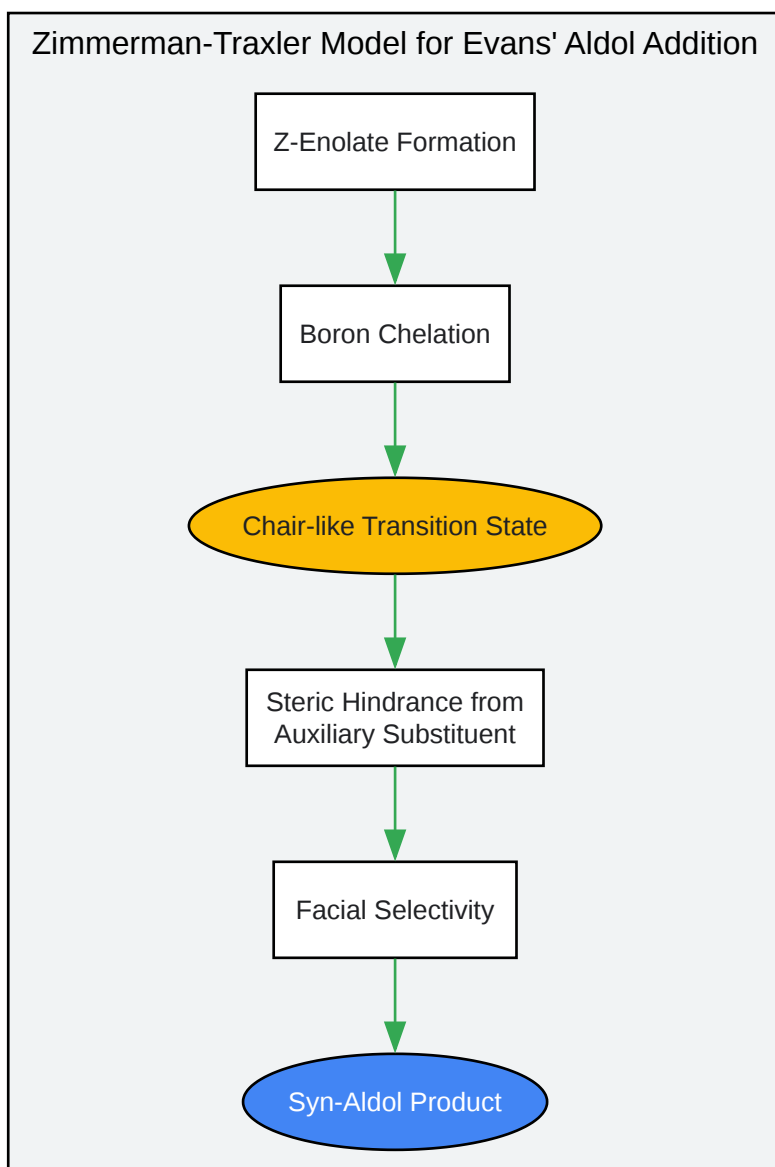 Zimmerman-Traxler Model for Evans' Aldol Addition
Z-Enolate Formation
Boron Chelation
Chair-like Transition State
Steric Hindrance from
Auxiliary Substituent
Facial Selectivity
Syn-Aldol Product